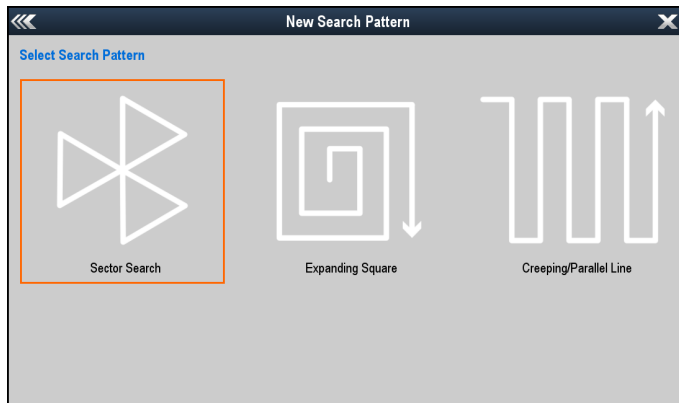 New Search Pattern
Select Search Pattern
Sector Search
Expanding Square
Creeping/Parallel Line